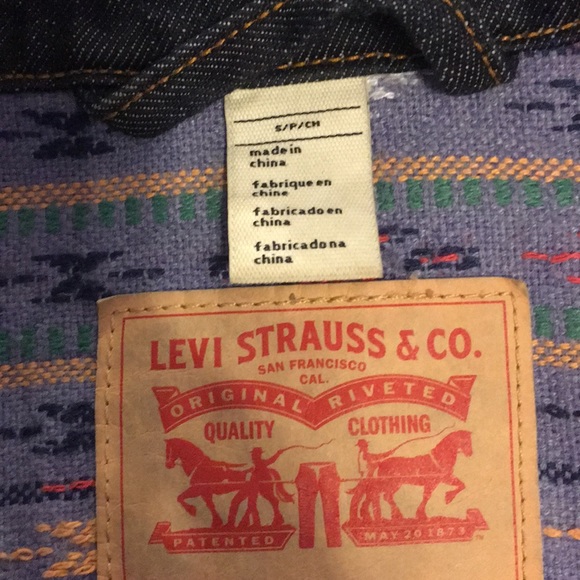 S/P/CH
made in
china
fabrique en
chine
fabricado en
china
fabricado na
china
LEVI STRAUSS & CO.
SAN FRANCISCO
CAL.
ORIGINAL RIVETED
QUALITY CLOTHING
PATENTED MAY 20 1873